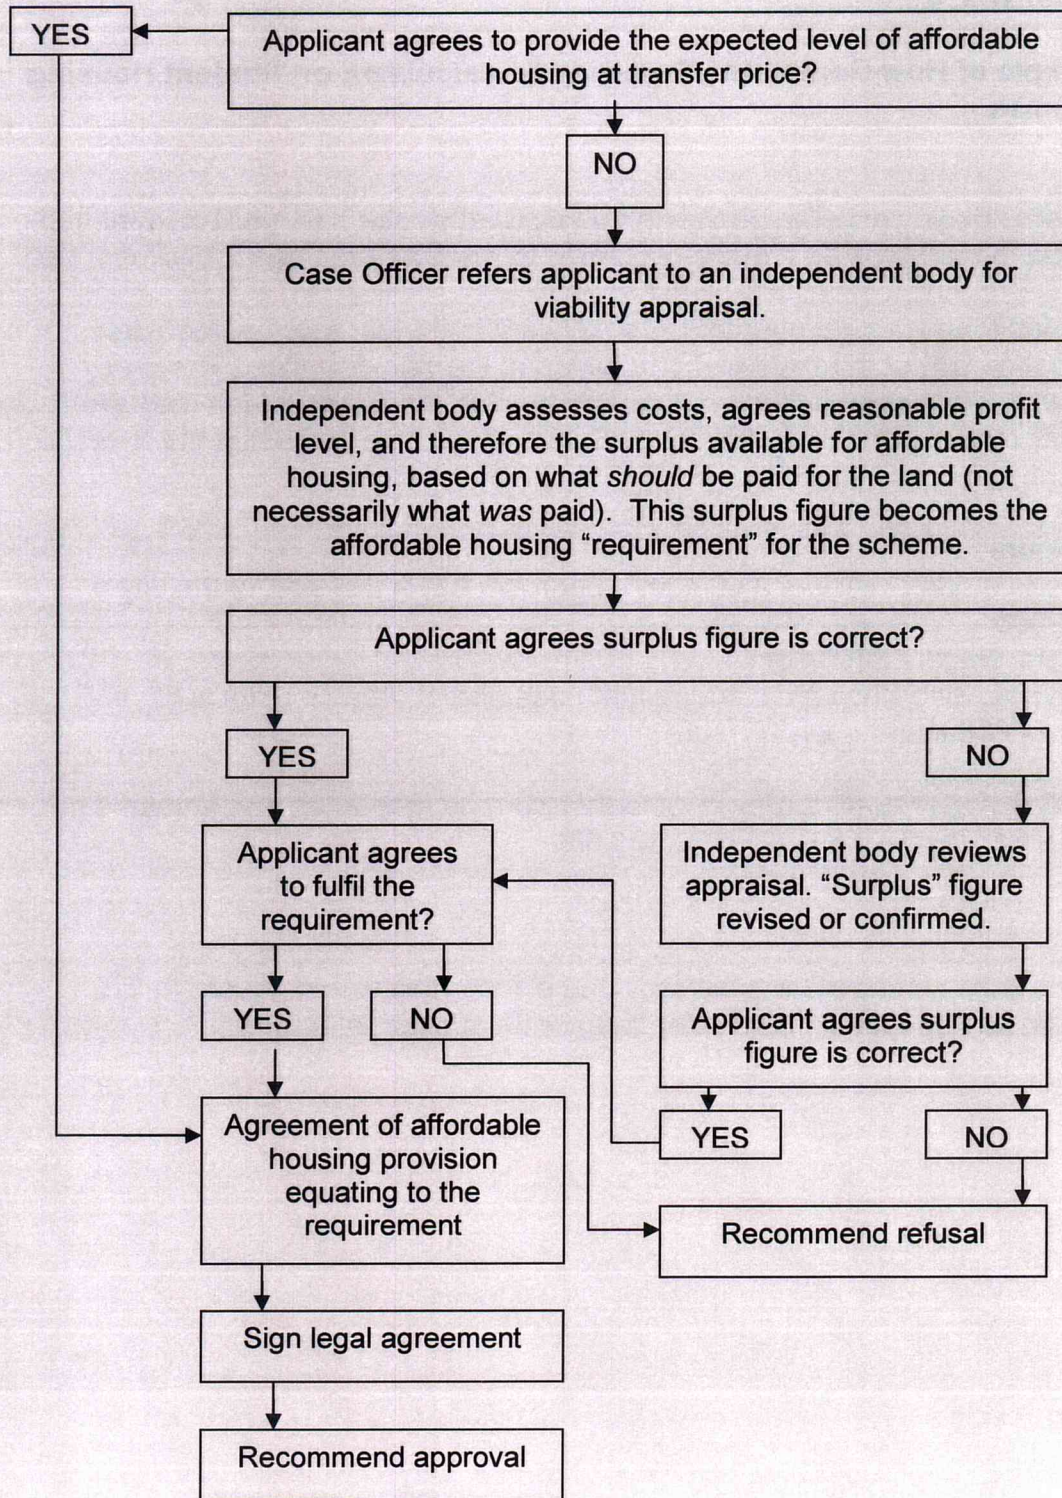 YES
Applicant agrees to provide the expected level of affordable
housing at transfer price?
NO
Case Officer refers applicant to an independent body for
viability appraisal.
Independent body assesses costs, agrees reasonable profit
level, and therefore the surplus available for affordable
housing, based on what should be paid for the land (not
necessarily what was paid). This surplus figure becomes the
affordable housing “requirement” for the scheme.
Applicant agrees surplus figure is correct?
YES
NO
Applicant agrees
to fulfil the
requirement?
Independent body reviews
appraisal. “Surplus” figure
revised or confirmed.
YES
NO
Applicant agrees surplus
figure is correct?
YES
NO
Agreement of affordable
housing provision
equating to the
requirement
Recommend refusal
Sign legal agreement
Recommend approval